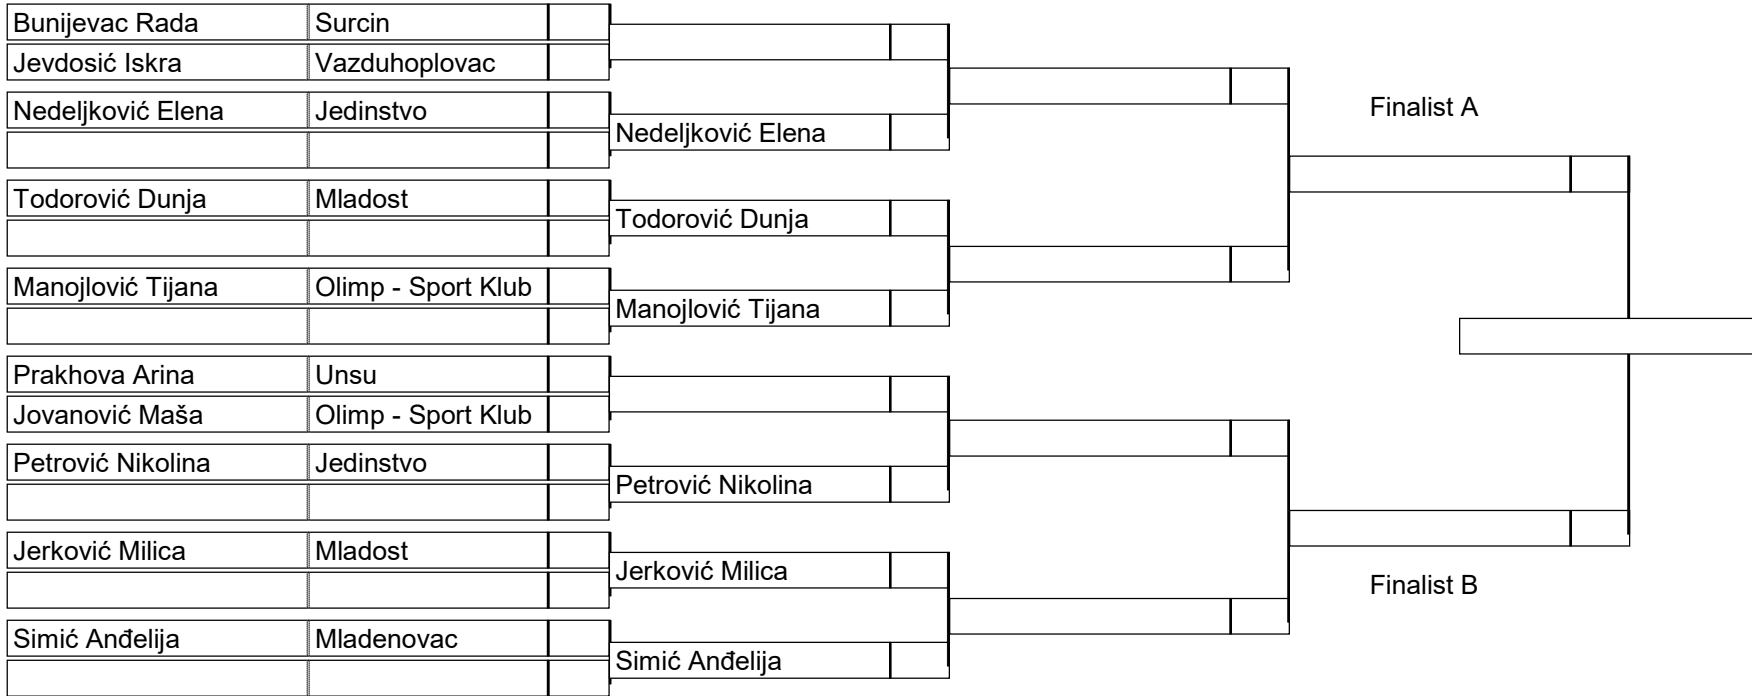 Bunijevac Rada Surcin
Jevdosić Iskra Vazduhoplovac
Nedeljković Elena Jedinstvo
Nedeljković Elena
Todorović Dunja Mladost
Todorović Dunja
Manojlović Tijana Olimp - Sport Klub
Manojlović Tijana
Prakhova Arina Unsu
Jovanović Maša Olimp - Sport Klub
Petrović Nikolina Jedinstvo
Petrović Nikolina
Jerković Milica Mladost
Jerković Milica
Simić Anđelija Mladenovac
Simić Anđelija
Finalist A
Finalist B